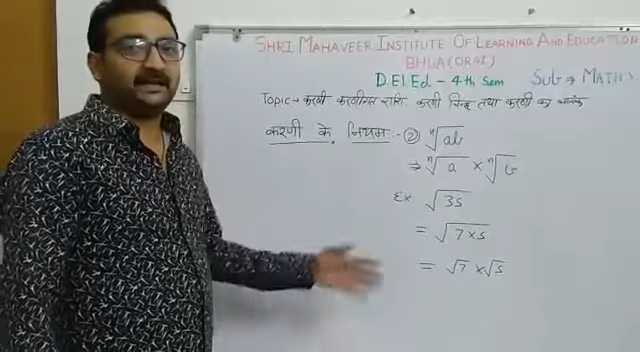 SHRI MAHAVEER INSTITUTE OF LEARNING AND EDUCATION
BHUA (ORAI)
D.El.Ed - 4th Sem Sub → MATH
Topic → करणी करणीगत राशि करणी चिन्ह तथा करणी का घातांक
करणी के नियम :- ② ⁿ√ab
⇒ ⁿ√a × ⁿ√b
Ex √35
= √7×5
= √7 × √5